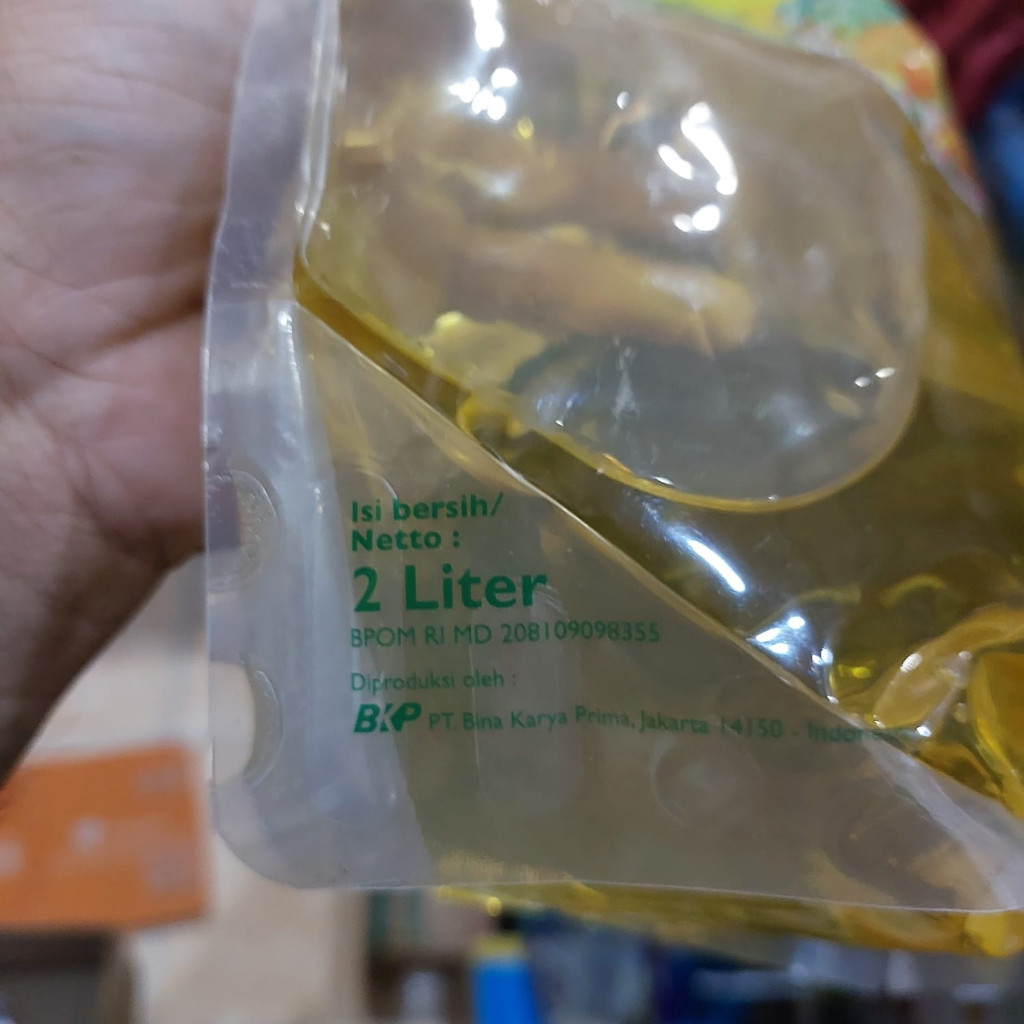 Isi bersih/
Netto :
2 Liter
BPOM RI MD 208109098355
Diproduksi oleh :
BKP PT. Bina Karya Prima, Jakarta 14150 -